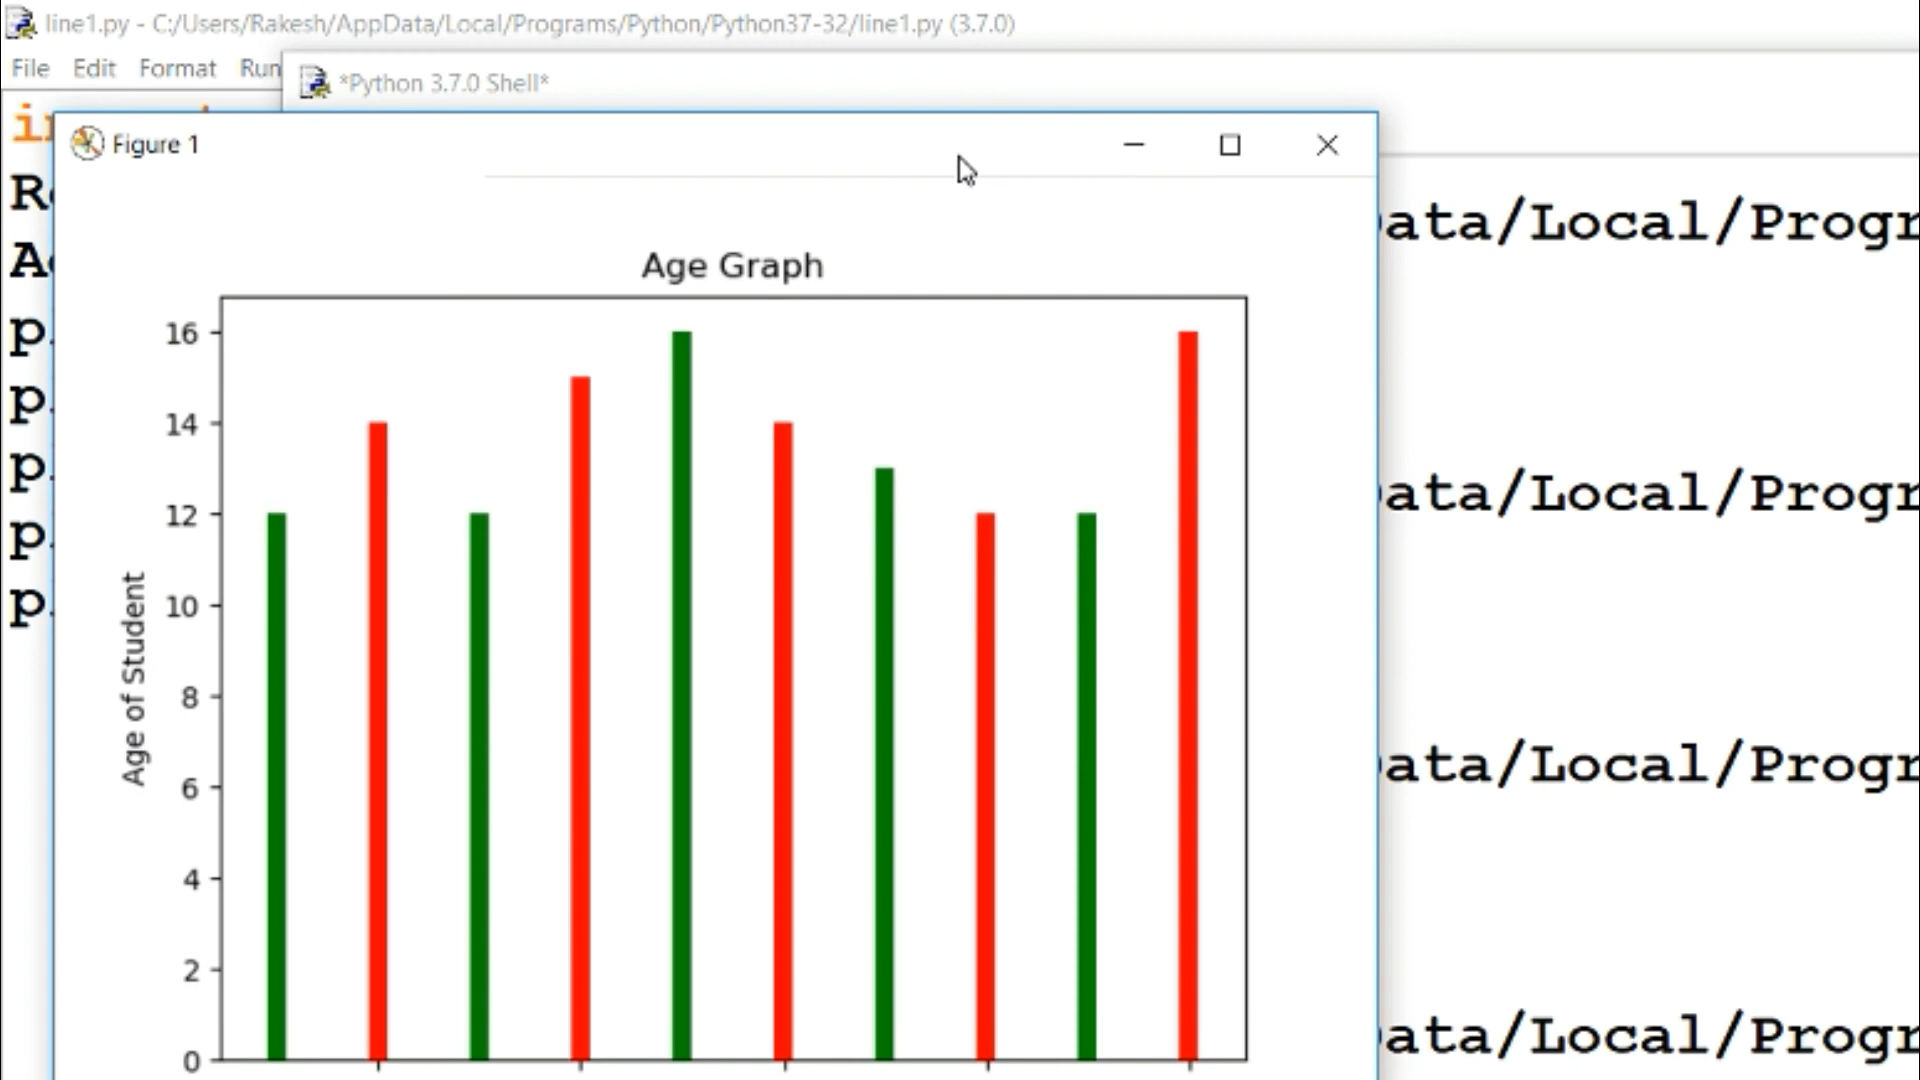 line1.py - C:/Users/Rakesh/AppData/Local/Programs/Python/Python37-32/line1.py (3.7.0)
File Edit Format Run
*Python 3.7.0 Shell*
Figure 1
Age Graph
Age of Student
16
14
12
10
8
6
4
2
0
p.
p.
p.
p.
p.
ata/Local/Progr
ata/Local/Progr
ata/Local/Progr
ata/Local/Progr